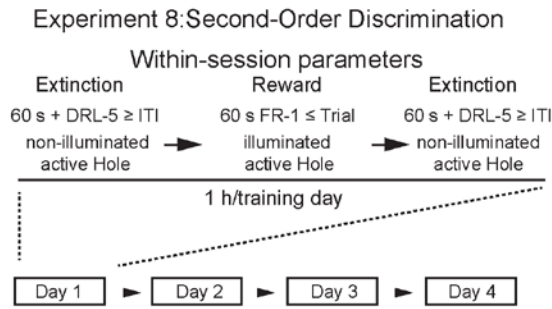 Experiment 8:Second-Order Discrimination
Within-session parameters
Extinction Reward Extinction
60 s + DRL-5 ≥ ITI 60 s FR-1 ≤ Trial 60 s + DRL-5 ≥ ITI
non-illuminated illuminated non-illuminated
active Hole active Hole active Hole
1 h/training day
Day 1 Day 2 Day 3 Day 4